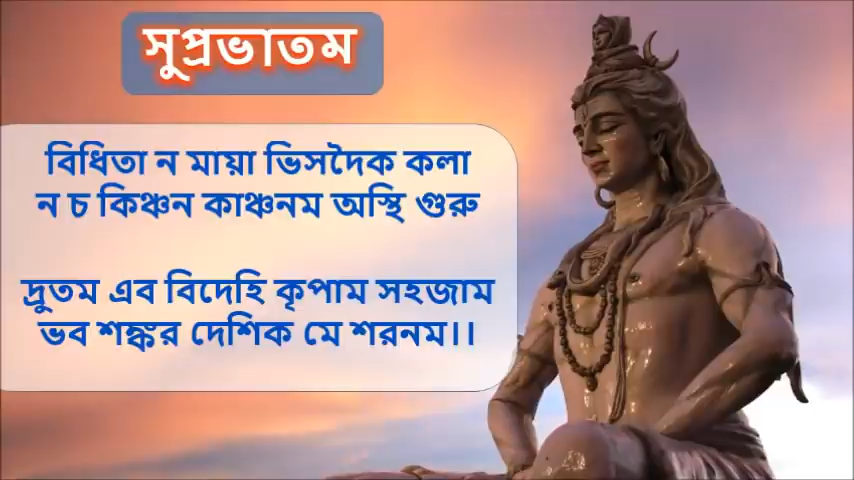 সুপ্রভাতম
বিধিতা ন মায়া ভিসদৈক কলা
ন চ কিঞ্চন কাঞ্চনম অস্থি গুরু
দ্রুতম এব বিদেহি কৃপাম সহজাম
ভব শঙ্কর দেশিক মে শরনম।।